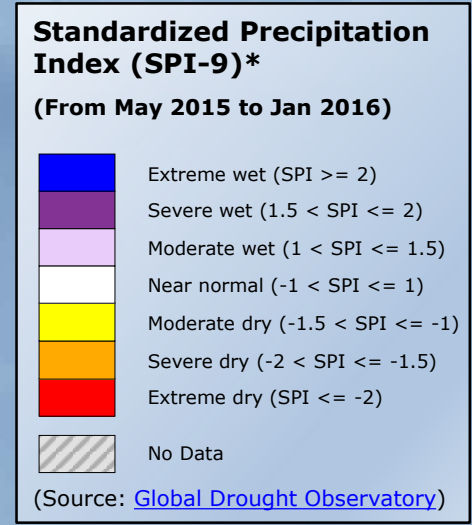 Standardized Precipitation
Index (SPI-9)*
(From May 2015 to Jan 2016)
Extreme wet (SPI >= 2)
Severe wet (1.5 < SPI <= 2)
Moderate wet (1 < SPI <= 1.5)
Near normal (-1 < SPI <= 1)
Moderate dry (-1.5 < SPI <= -1)
Severe dry (-2 < SPI <= -1.5)
Extreme dry (SPI <= -2)
No Data
(Source: Global Drought Observatory)